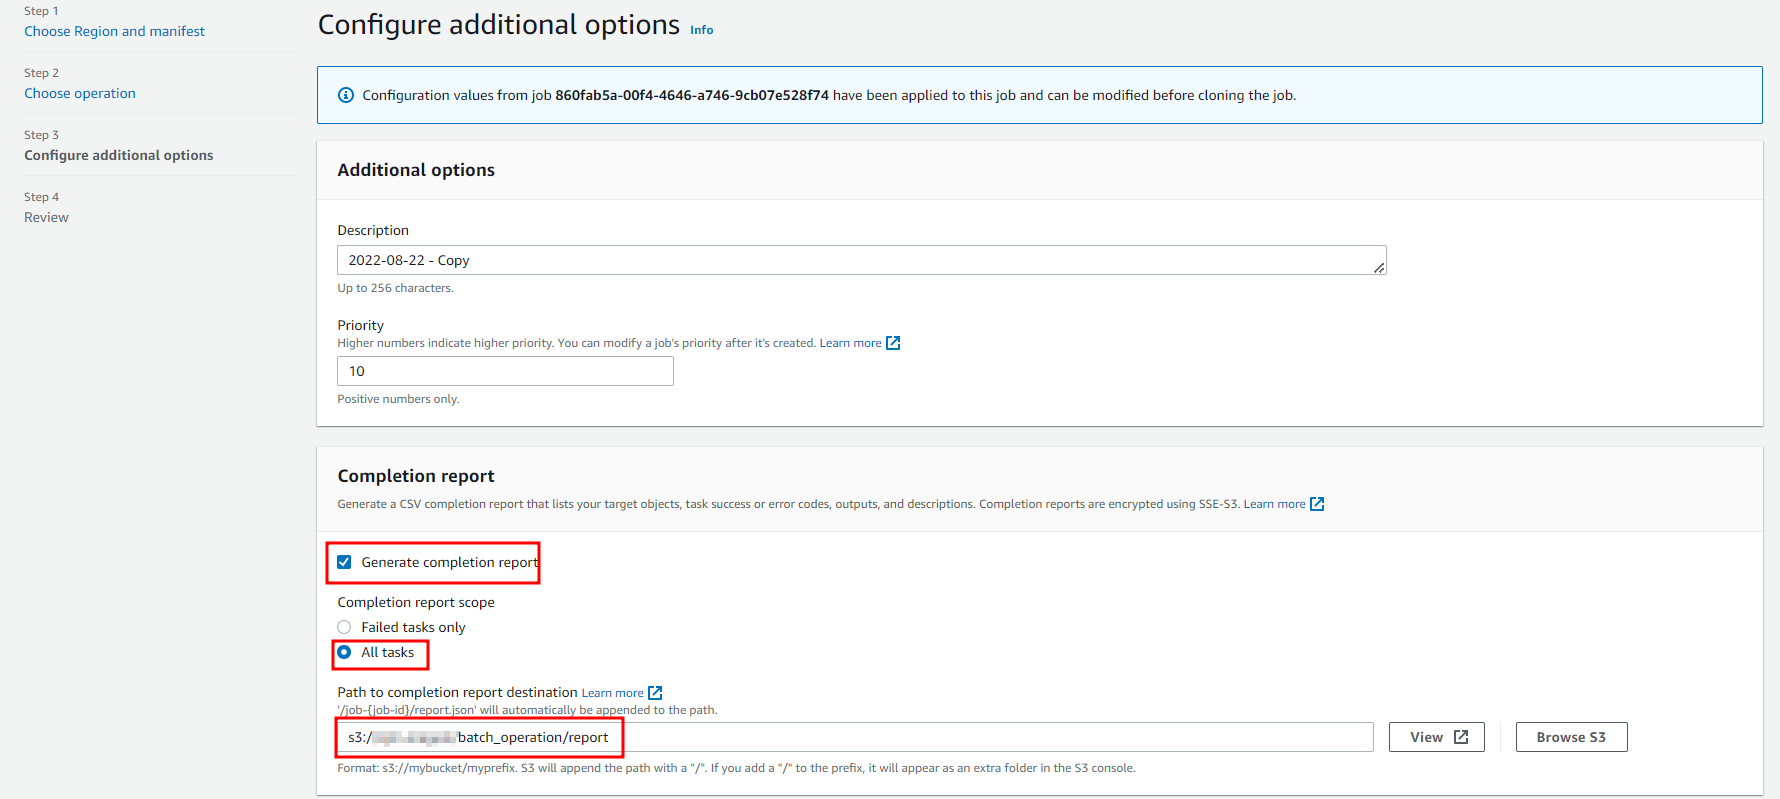 Step 1
Choose Region and manifest
Step 2
Choose operation
Step 3
Configure additional options
Step 4
Review
Configure additional options Info
Configuration values from job 860fab5a-00f4-4646-a746-9cb07e528f74 have been applied to this job and can be modified before cloning the job.
Additional options
Description
2022-08-22 - Copy
Up to 256 characters.
Priority
Higher numbers indicate higher priority. You can modify a job's priority after it's created. Learn more
10
Positive numbers only.
Completion report
Generate a CSV completion report that lists your target objects, task success or error codes, outputs, and descriptions. Completion reports are encrypted using SSE-S3. Learn more
Generate completion report
Completion report scope
Failed tasks only
All tasks
Path to completion report destination Learn more
'/job-{job-id}/report.json' will automatically be appended to the path.
s3:/ batch_operation/report
View
Browse S3
Format: s3://mybucket/myprefix. S3 will append the path with a "/". If you add a "/" to the prefix, it will appear as an extra folder in the S3 console.